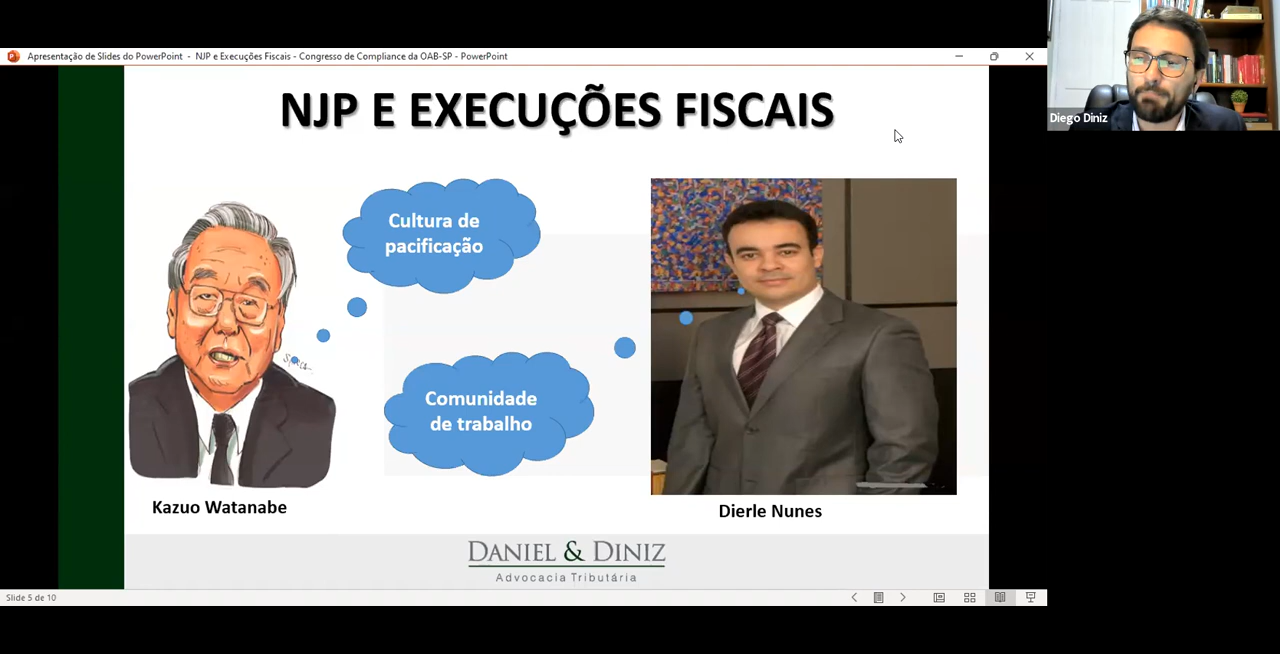 Apresentação de Slides do PowerPoint - NJP e Execuções Fiscais - Congresso de Compliance da OAB-SP - PowerPoint
Diego Diniz
NJP E EXECUÇÕES FISCAIS
Cultura de
pacificação
Comunidade
de trabalho
Kazuo Watanabe
Dierle Nunes
DANIEL & DINIZ
Advocacia Tributária
Slide 5 de 10